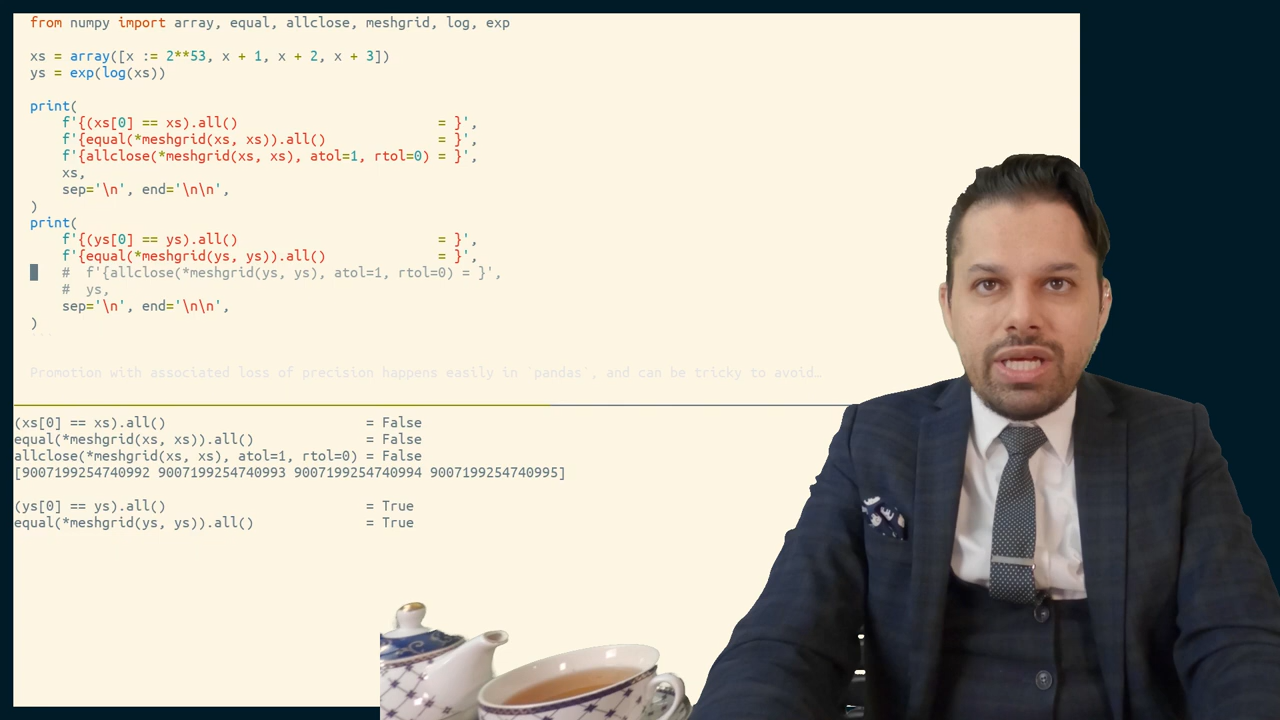 from numpy import array, equal, allclose, meshgrid, log, exp
xs = array([x := 2**53, x + 1, x + 2, x + 3])
ys = exp(log(xs))
print(
f'{(xs[0] == xs).all() = }',
f'{equal(*meshgrid(xs, xs)).all() = }',
f'{allclose(*meshgrid(xs, xs), atol=1, rtol=0) = }',
xs,
sep='\n', end='\n\n',
)
print(
f'{(ys[0] == ys).all() = }',
f'{equal(*meshgrid(ys, ys)).all() = }',
# f'{allclose(*meshgrid(ys, ys), atol=1, rtol=0) = }',
# ys,
sep='\n', end='\n\n',
)
```
Promotion with associated loss of precision happens easily in `pandas`, and can be tricky to avoid…
(xs[0] == xs).all() = False
equal(*meshgrid(xs, xs)).all() = False
allclose(*meshgrid(xs, xs), atol=1, rtol=0) = False
[9007199254740992 9007199254740993 9007199254740994 9007199254740995]
(ys[0] == ys).all() = True
equal(*meshgrid(ys, ys)).all() = True